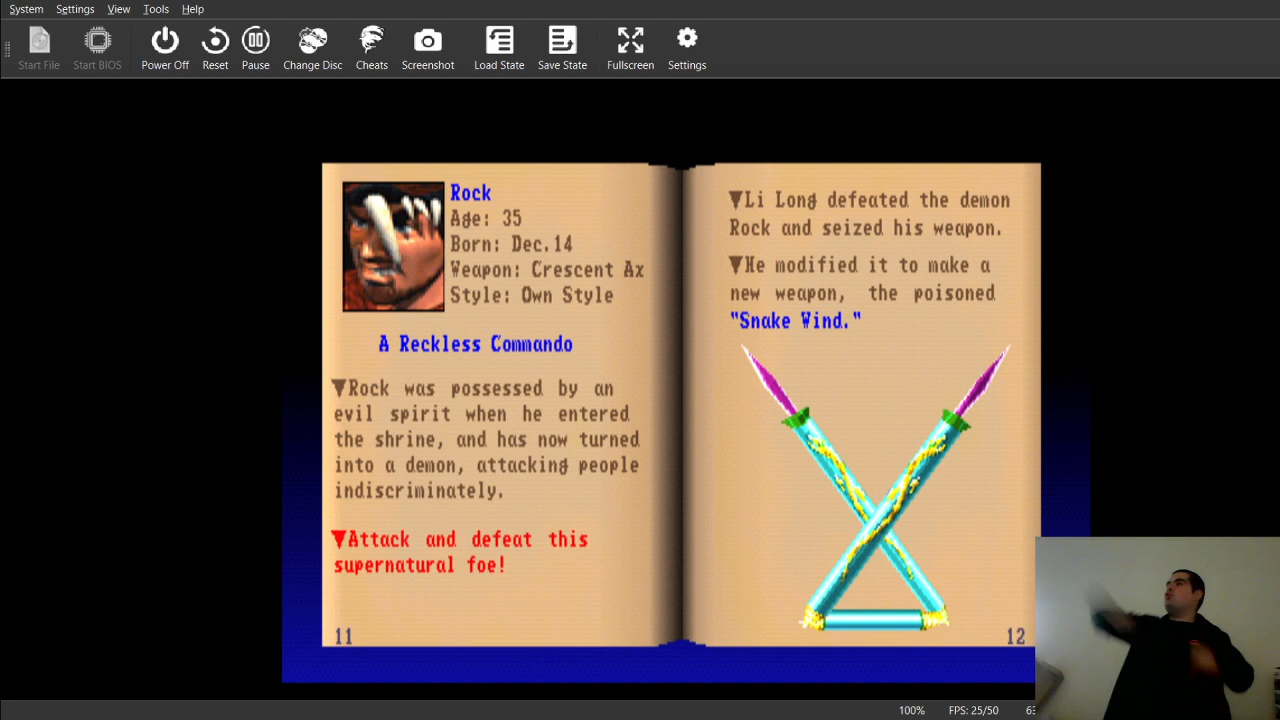 System Settings View Tools Help
Start File Start BIOS Power Off Reset Pause Change Disc Cheats Screenshot Load State Save State Fullscreen Settings
Rock
Age: 35
Born: Dec.14
Weapon: Crescent Ax
Style: Own Style
A Reckless Commando
▼Rock was possessed by an
evil spirit when he entered
the shrine, and has now turned
into a demon, attacking people
indiscriminately.
▼Attack and defeat this
supernatural foe!
11
▼Li Long defeated the demon
Rock and seized his weapon.
▼He modified it to make a
new weapon, the poisoned
"Snake Wind."
12
100% FPS: 25/50